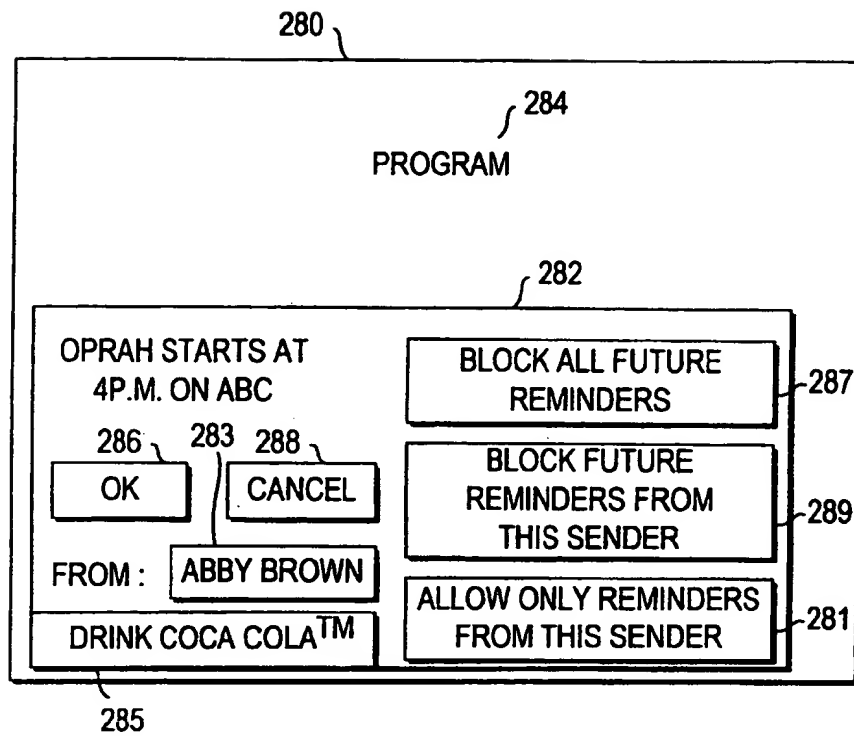 280
284
PROGRAM
282
OPRAH STARTS AT
4P.M. ON ABC
BLOCK ALL FUTURE
REMINDERS
287
286
283
288
OK
CANCEL
BLOCK FUTURE
REMINDERS FROM
THIS SENDER
289
FROM :
ABBY BROWN
ALLOW ONLY REMINDERS
FROM THIS SENDER
281
DRINK COCA COLA™
285